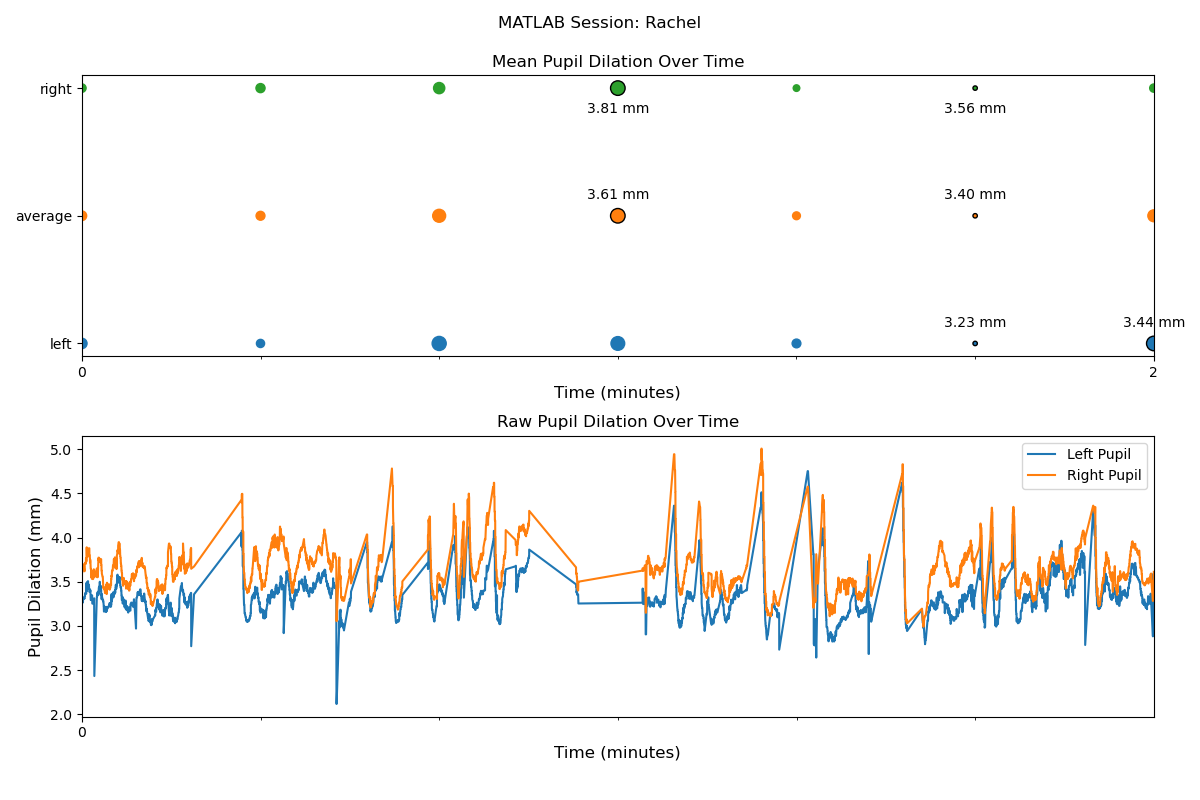 MATLAB Session: Rachel
Mean Pupil Dilation Over Time
right
3.81 mm
3.56 mm
3.61 mm
3.40 mm
average
3.23 mm
3.44 mm
left
0
2
Time (minutes)
Raw Pupil Dilation Over Time
5.0
Left Pupil
4.5
Right Pupil
4.0
3.5
3.0
2.5
2.0
Pupil Dilation (mm)
0
Time (minutes)